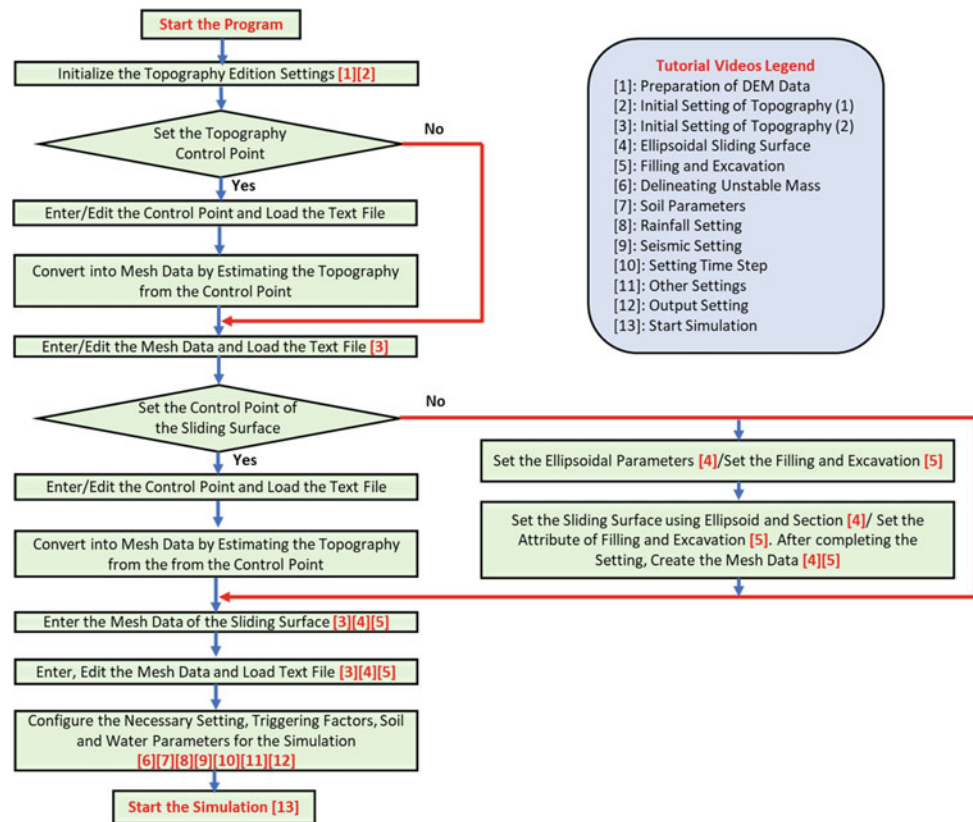 Start the Program
Initialize the Topography Edition Settings [1][2]
Set the Topography
Control Point
No
Yes
Enter/Edit the Control Point and Load the Text File
Convert into Mesh Data by Estimating the Topography
from the Control Point
Enter/Edit the Mesh Data and Load the Text File [3]
Set the Control Point of
the Sliding Surface
No
Yes
Enter/Edit the Control Point and Load the Text File
Convert into Mesh Data by Estimating the Topography
from the from the Control Point
Set the Ellipsoidal Parameters [4]/Set the Filling and Excavation [5]
Set the Sliding Surface using Ellipsoid and Section [4]/ Set the
Attribute of Filling and Excavation [5]. After completing the
Setting, Create the Mesh Data [4][5]
Enter the Mesh Data of the Sliding Surface [3][4][5]
Enter, Edit the Mesh Data and Load Text File [3][4][5]
Configure the Necessary Setting, Triggering Factors, Soil
and Water Parameters for the Simulation
[6][7][8][9][10][11][12]
Start the Simulation [13]
Tutorial Videos Legend
[1]: Preparation of DEM Data
[2]: Initial Setting of Topography (1)
[3]: Initial Setting of Topography (2)
[4]: Ellipsoidal Sliding Surface
[5]: Filling and Excavation
[6]: Delineating Unstable Mass
[7]: Soil Parameters
[8]: Rainfall Setting
[9]: Seismic Setting
[10]: Setting Time Step
[11]: Other Settings
[12]: Output Setting
[13]: Start Simulation